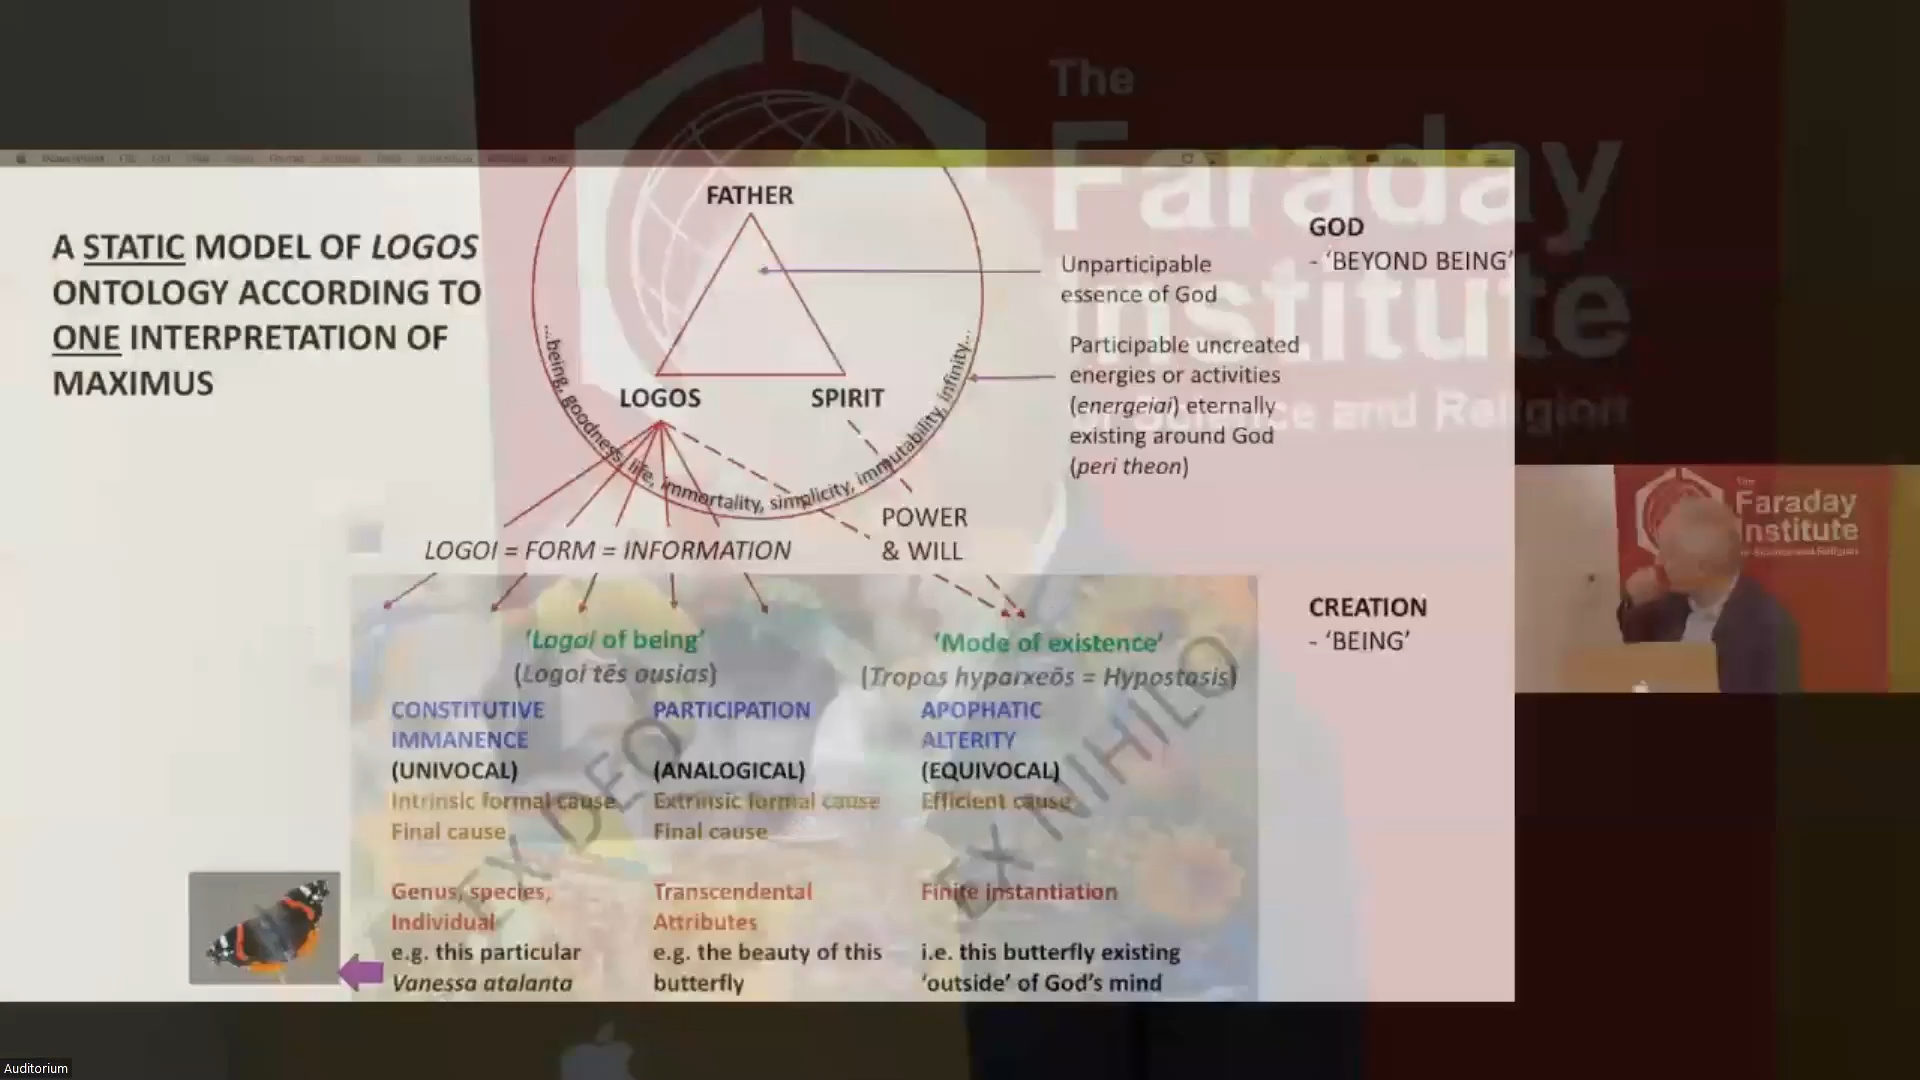 The
Faraday
Institute
Science and Religion
A STATIC MODEL OF LOGOS
ONTOLOGY ACCORDING TO
ONE INTERPRETATION OF
MAXIMUS
FATHER
LOGOS
SPIRIT
...being, goodness, life, immortality, simplicity, immutability, infinity...
Unparticipable
essence of God
Participable uncreated
energies or activities
(energeiai) eternally
existing around God
(peri theon)
GOD
- ‘BEYOND BEING’
LOGOI = FORM = INFORMATION
POWER
& WILL
CREATION
- ‘BEING’
‘Logoi of being’
(Logoi tēs ousias)
‘Mode of existence’
(Tropos hyparxeōs = Hypostasis)
CONSTITUTIVE
IMMANENCE
(UNIVOCAL)
Intrinsic formal cause
Final cause
PARTICIPATION
(ANALOGICAL)
Extrinsic formal cause
Final cause
APOPHATIC
ALTERITY
(EQUIVOCAL)
Efficient cause
EX DEO
EX NIHILO
Genus, species,
Individual
e.g. this particular
Vanessa atalanta
Transcendental
Attributes
e.g. the beauty of this
butterfly
Finite instantiation
i.e. this butterfly existing
‘outside’ of God’s mind
The
Faraday
Institute
Auditorium